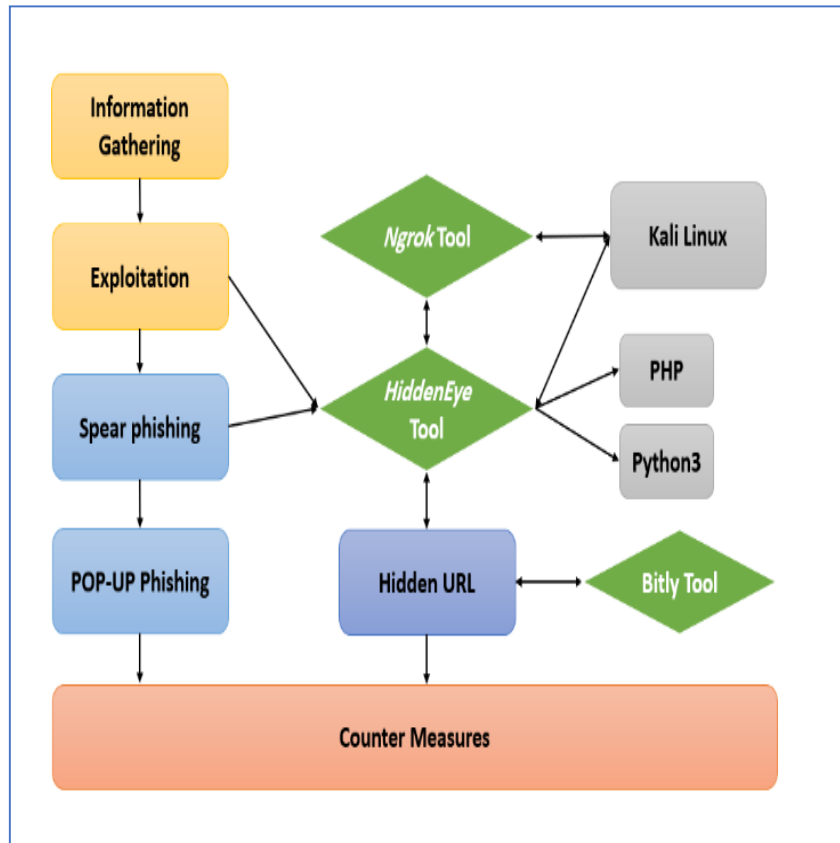 Information
Gathering
Exploitation
Spear phishing
POP-UP Phishing
Ngrok Tool
HiddenEye
Tool
Hidden URL
Kali Linux
PHP
Python3
Bitly Tool
Counter Measures